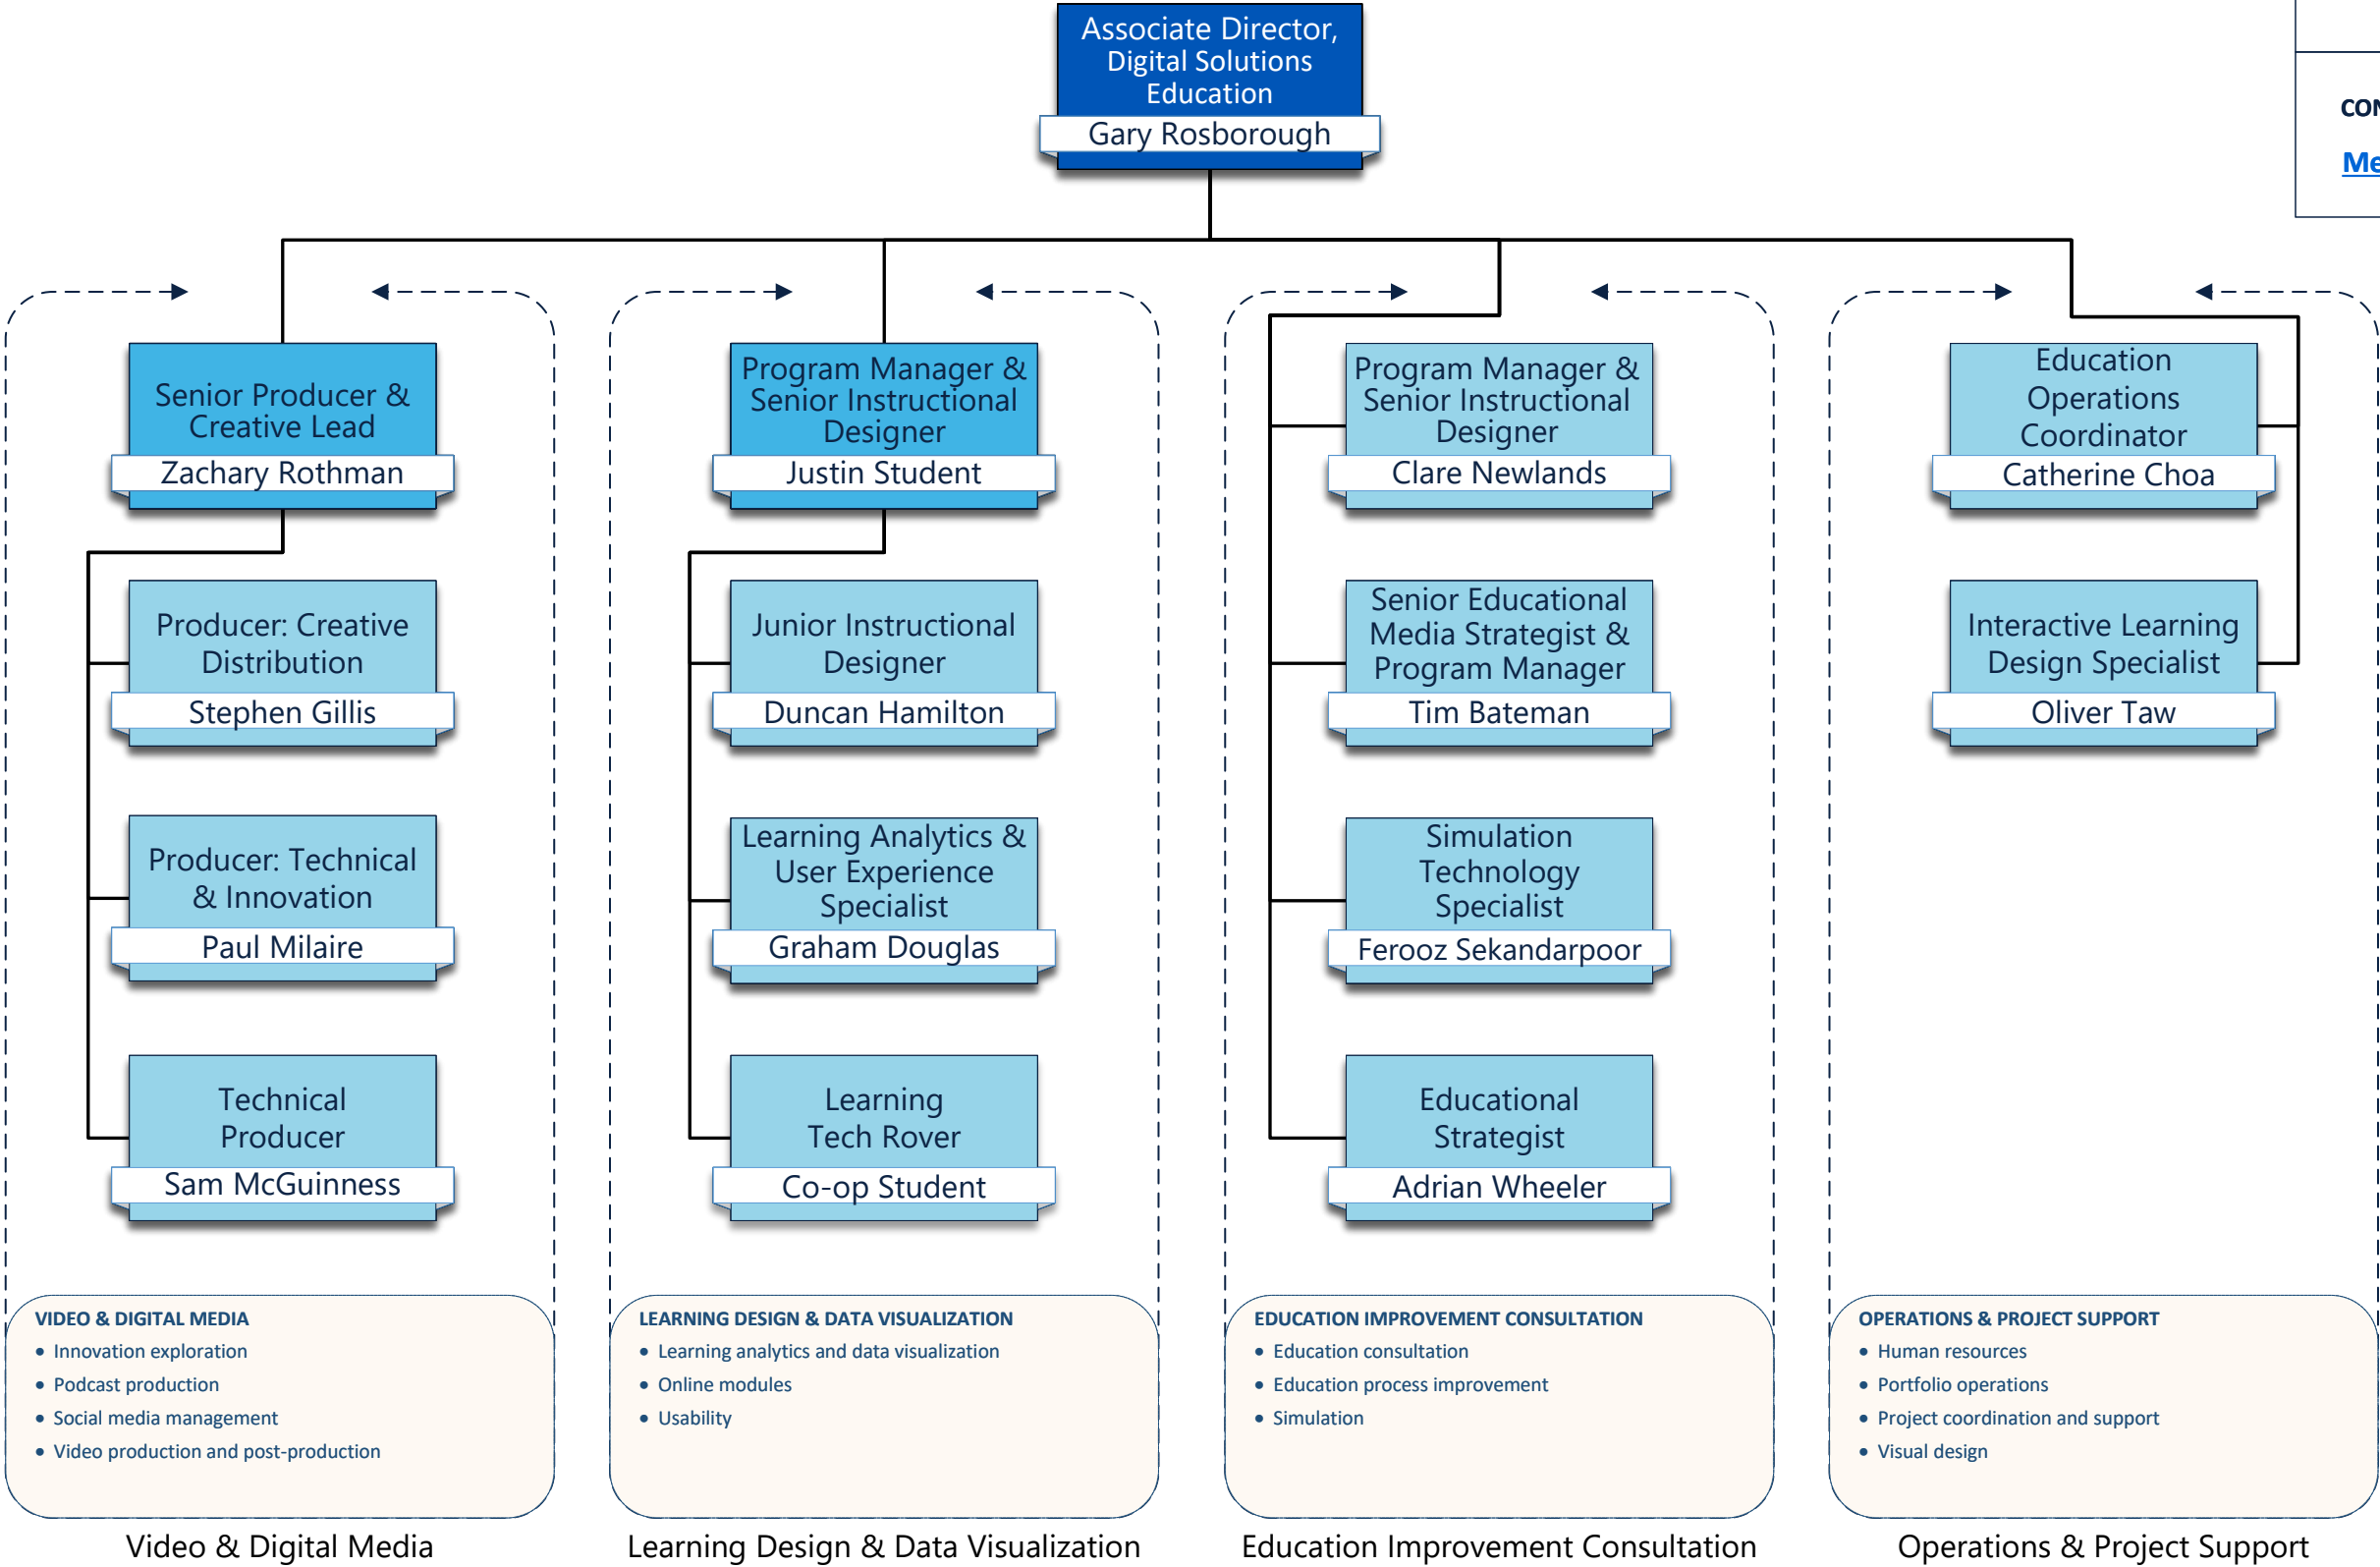 Associate Director,
Digital Solutions
Education
Gary Rosborough
Senior Producer &
Creative Lead
Zachary Rothman
Producer: Creative
Distribution
Stephen Gillis
Producer: Technical
& Innovation
Paul Milaire
Technical
Producer
Sam McGuinness
VIDEO & DIGITAL MEDIA
• Innovation exploration
• Podcast production
• Social media management
• Video production and post-production
Video & Digital Media
Program Manager &
Senior Instructional
Designer
Justin Student
Junior Instructional
Designer
Duncan Hamilton
Learning Analytics &
User Experience
Specialist
Graham Douglas
Learning
Tech Rover
Co-op Student
LEARNING DESIGN & DATA VISUALIZATION
• Learning analytics and data visualization
• Online modules
• Usability
Learning Design & Data Visualization
Program Manager &
Senior Instructional
Designer
Clare Newlands
Senior Educational
Media Strategist &
Program Manager
Tim Bateman
Simulation
Technology
Specialist
Ferooz Sekandarpoor
Educational
Strategist
Adrian Wheeler
EDUCATION IMPROVEMENT CONSULTATION
• Education consultation
• Education process improvement
• Simulation
Education Improvement Consultation
Education
Operations
Coordinator
Catherine Choa
Interactive Learning
Design Specialist
Oliver Taw
OPERATIONS & PROJECT SUPPORT
• Human resources
• Portfolio operations
• Project coordination and support
• Visual design
Operations & Project Support